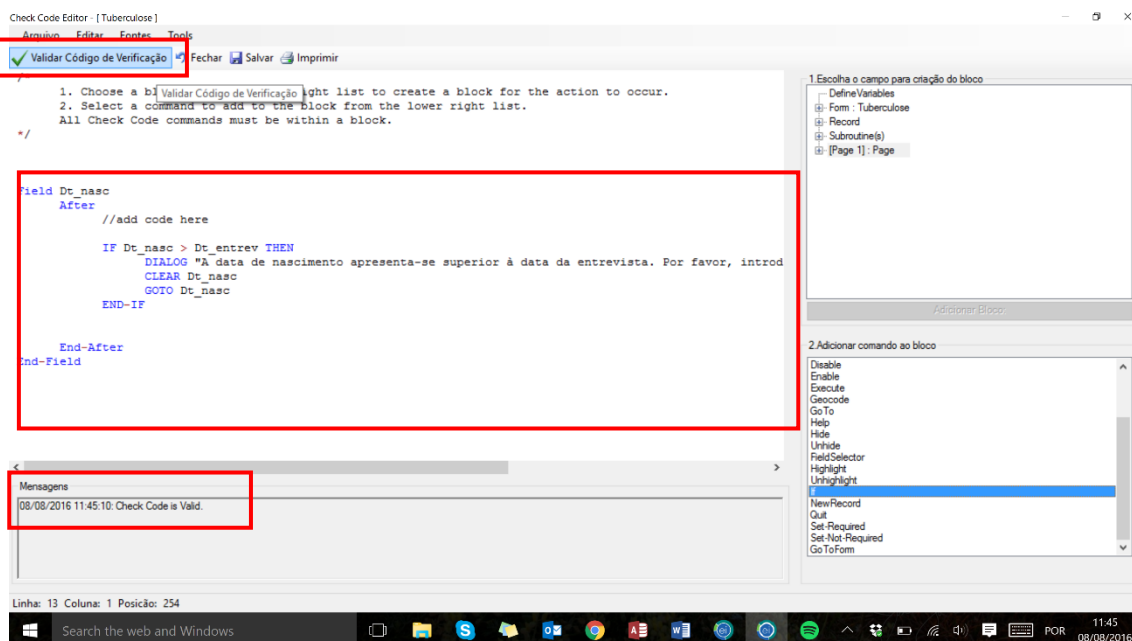 Check Code Editor - [ Tuberculose ]
Arquivo Editar Fontes Tools
Validar Código de Verificação Fechar Salvar Imprimir
/*
1. Choose a bl Validar Código de Verificação ght list to create a block for the action to occur.
2. Select a command to add to the block from the lower right list.
All Check Code commands must be within a block.
*/
Field Dt_nasc
After
//add code here
IF Dt_nasc > Dt_entrev THEN
DIALOG "A data de nascimento apresenta-se superior à data da entrevista. Por favor, introd
CLEAR Dt_nasc
GOTO Dt_nasc
END-IF
End-After
End-Field
Mensagens
08/08/2016 11:45:10: Check Code is Valid.
Linha: 13 Coluna: 1 Posicão: 254
1.Escolha o campo para criação do bloco
DefineVariables
Form : Tuberculose
Record
Subroutine(s)
[Page 1] : Page
Adicionar Bloco:
2.Adicionar comando ao bloco
Disable
Enable
Execute
Geocode
GoTo
Help
Hide
Unhide
FieldSelector
Highlight
Unhighlight
If
NewRecord
Quit
Set-Required
Set-Not-Required
GoToForm
Search the web and Windows
POR
11:45
08/08/2016